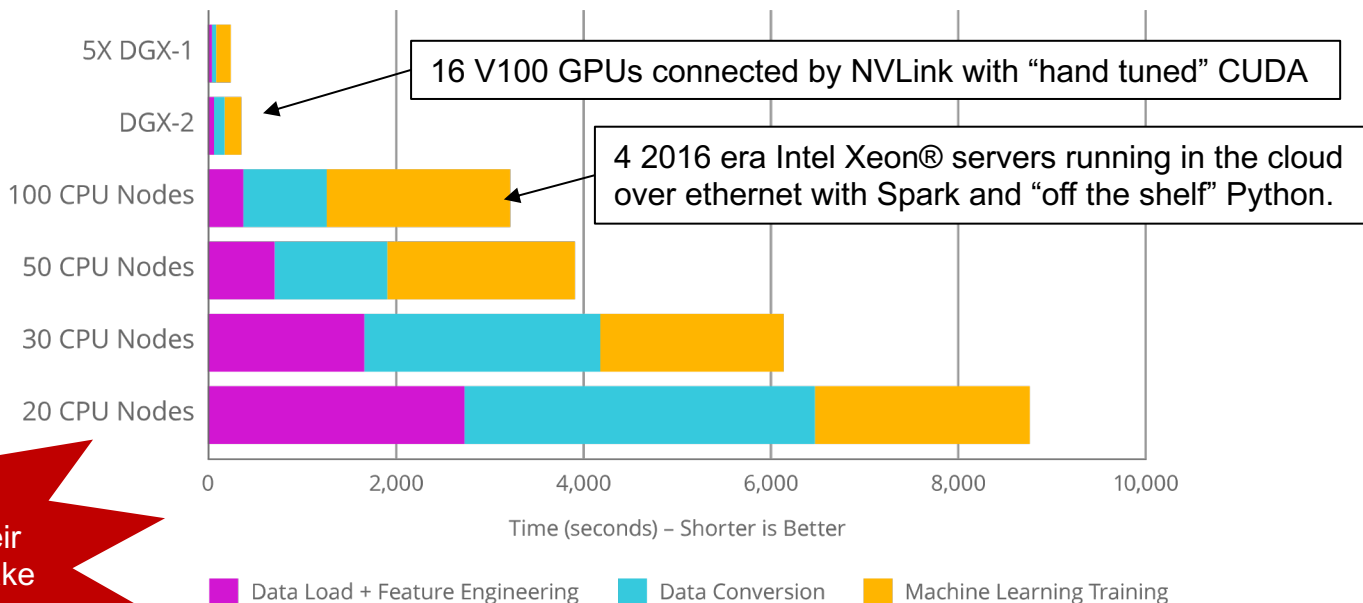 5X DGX-1
16 V100 GPUs connected by NVLink with “hand tuned” CUDA
DGX-2
4 2016 era Intel Xeon® servers running in the cloud
over ethernet with Spark and “off the shelf” Python.
100 CPU Nodes
50 CPU Nodes
30 CPU Nodes
20 CPU Nodes
0 2,000 4,000 6,000 8,000 10,000
Time (seconds) – Shorter is Better
Data Load + Feature Engineering Data Conversion Machine Learning Training